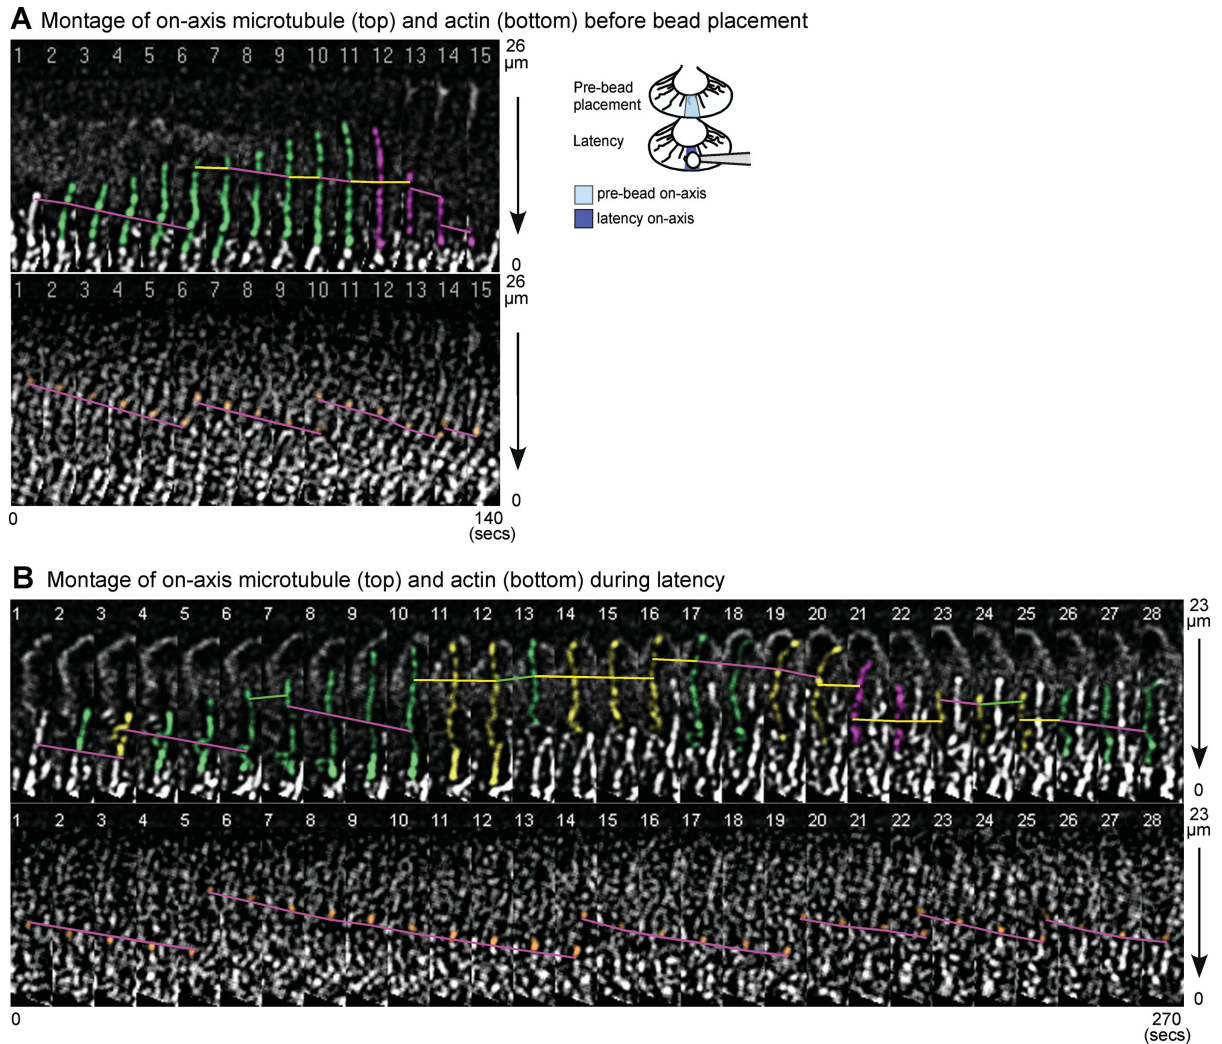 A Montage of on-axis microtubule (top) and actin (bottom) before bead placement
1 2 3 4 5 6 7 8 9 10 11 12 13 14 15
26
µm
0
Pre-bead
placement
Latency
pre-bead on-axis
latency on-axis
1 2 3 4 5 6 7 8 9 10 11 12 13 14 15
26
µm
0
0 140
(secs)
B Montage of on-axis microtubule (top) and actin (bottom) during latency
1 2 3 4 5 6 7 8 9 10 11 12 13 14 15 16 17 18 19 20 21 22 23 24 25 26 27 28
23
µm
0
1 2 3 4 5 6 7 8 9 10 11 12 13 14 15 16 17 18 19 20 21 22 23 24 25 26 27 28
23
µm
0
0 270
(secs)